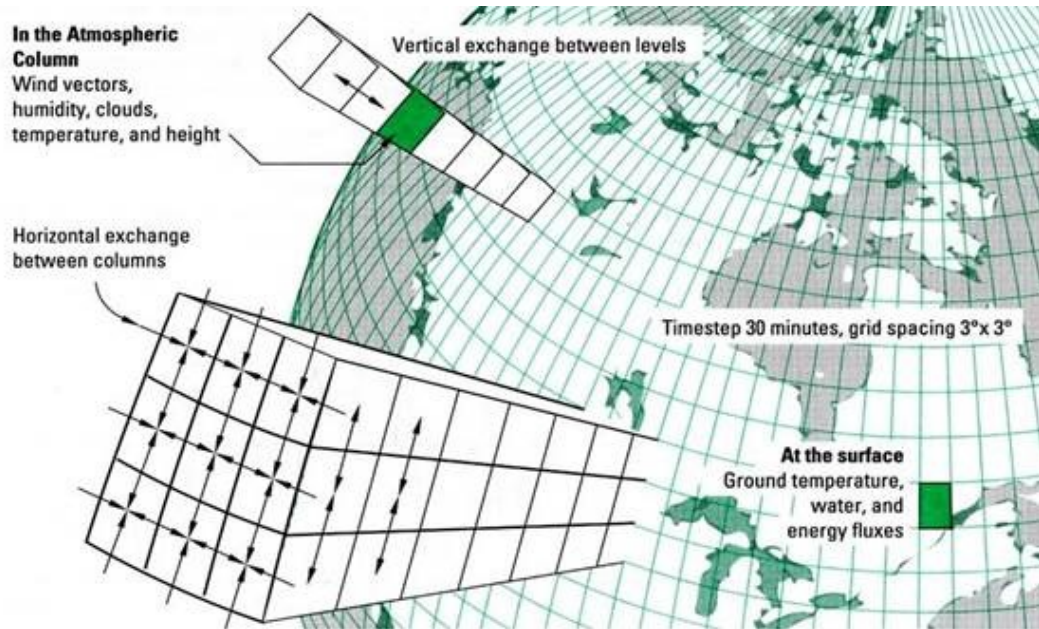 In the Atmospheric
Column
Wind vectors,
humidity, clouds,
temperature, and height
Vertical exchange between levels
Horizontal exchange
between columns
Timestep 30 minutes, grid spacing 3°x 3°
At the surface
Ground temperature,
water, and
energy fluxes